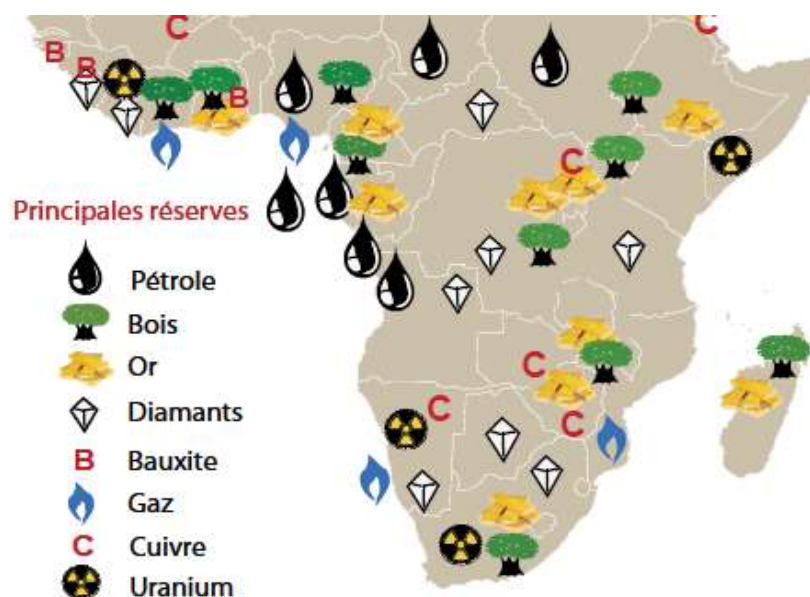 C
C
B
B
B
C
Principales réserves
Pétrole
Bois
Or
Diamants
C
C
C
B Bauxite
Gaz
C Cuivre
Uranium